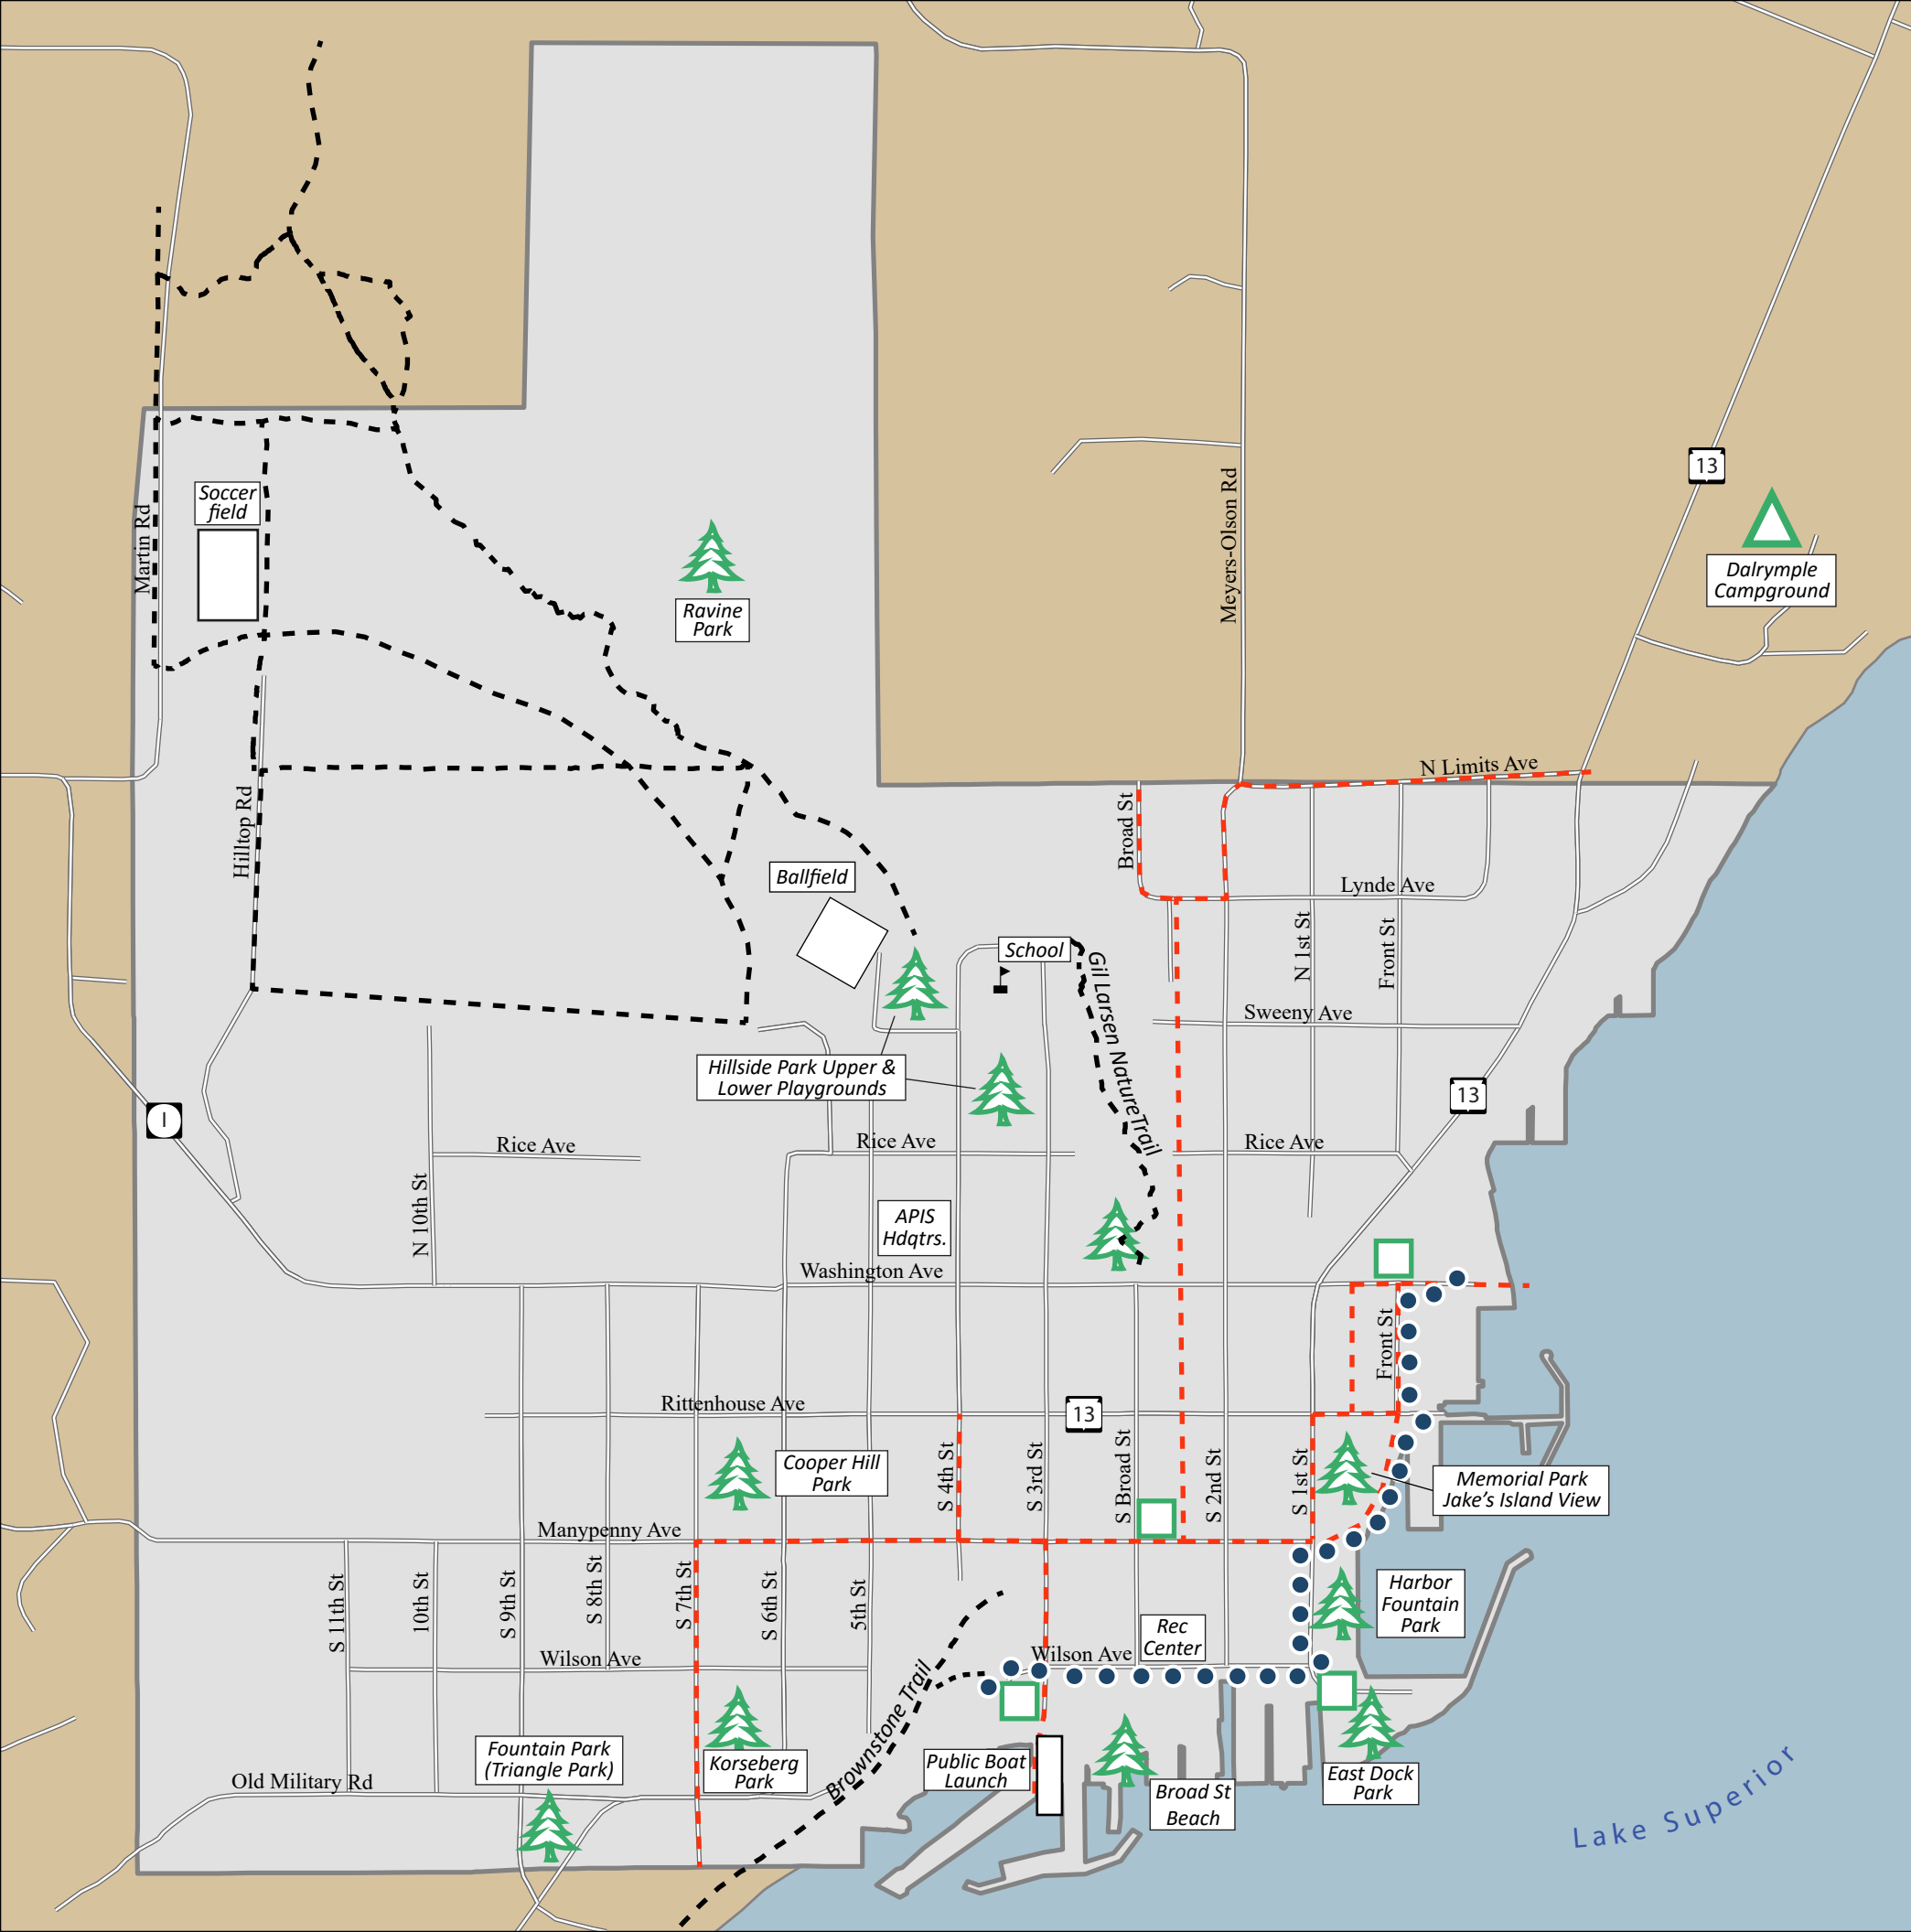 13
Soccer
field
Martin Rd
Meyers-Olson Rd
Dalrymple
Campground
Ravine
Park
N Limits Ave
Hilltop Rd
Broad St
Ballfield
Lynde Ave
N 1st St
Front St
School
Gil Larsen NatureTrail
Sweeny Ave
Hillside Park Upper &
Lower Playgrounds
13
I
Rice Ave
Rice Ave
Rice Ave
N 10th St
APIS
Hdqtrs.
Washington Ave
Front St
Rittenhouse Ave
13
Cooper Hill
Park
S 4th St
S 3rd St
S Broad St
S 2nd St
S 1st St
Memorial Park
Jake's Island View
Manypenny Ave
S 11th St
10th St
S 9th St
S 8th St
S 7th St
S 6th St
5th St
Harbor
Fountain
Park
Rec
Center
Wilson Ave
Wilson Ave
Brownstone Trail
Fountain Park
(Triangle Park)
Korseberg
Park
Public Boat
Launch
Broad St
Beach
East Dock
Park
Old Military Rd
Lake Superior